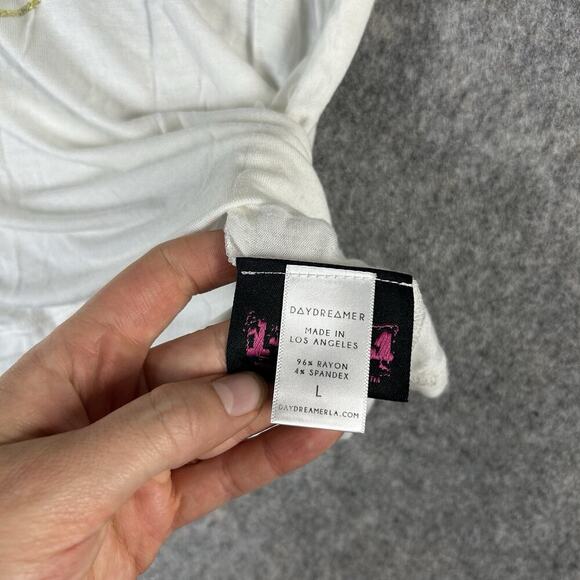 DAYDREAMER
MADE IN
LOS ANGELES
96% RAYON
4% SPANDEX
L
DAYDREAMERLA.COM